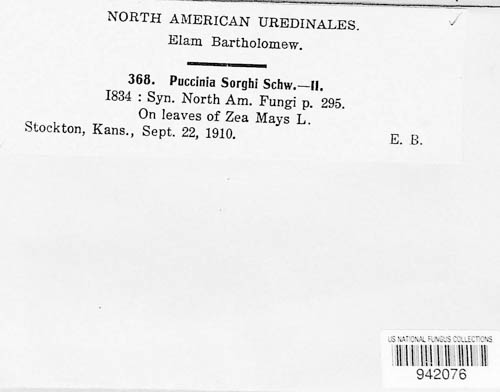 NORTH AMERICAN UREDINALES.
Elam Bartholomew.
368. Puccinia Sorghi Schw.—II.
1834 : Syn. North Am. Fungi p. 295.
On leaves of Zea Mays L.
Stockton, Kans., Sept. 22, 1910.
E. B.
US NATIONAL FUNGUS COLLECTIONS
942076